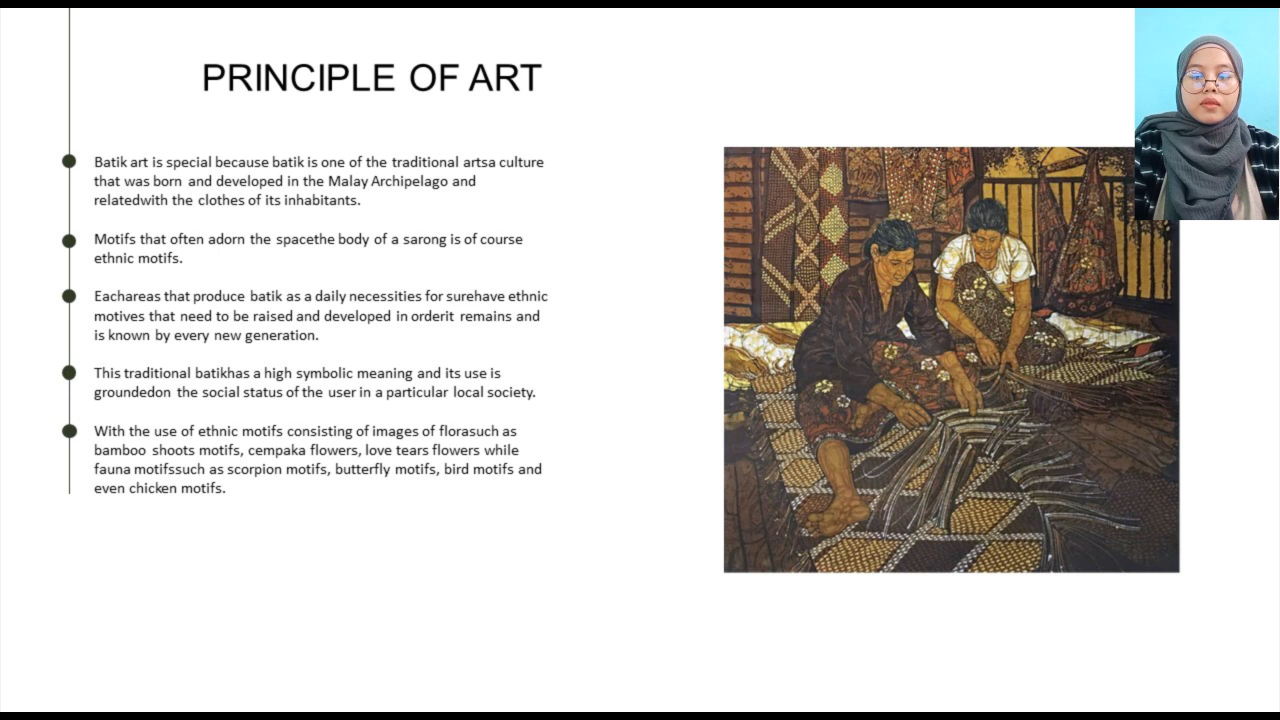 PRINCIPLE OF ART
Batik art is special because batik is one of the traditional artsa culture
that was born and developed in the Malay Archipelago and
relatedwith the clothes of its inhabitants.
Motifs that often adorn the spacethe body of a sarong is of course
ethnic motifs.
Eachareas that produce batik as a daily necessities for surehave ethnic
motives that need to be raised and developed in orderit remains and
is known by every new generation.
This traditional batikhas a high symbolic meaning and its use is
groundedon the social status of the user in a particular local society.
With the use of ethnic motifs consisting of images of florasuch as
bamboo shoots motifs, cempaka flowers, love tears flowers while
fauna motifssuch as scorpion motifs, butterfly motifs, bird motifs and
even chicken motifs.